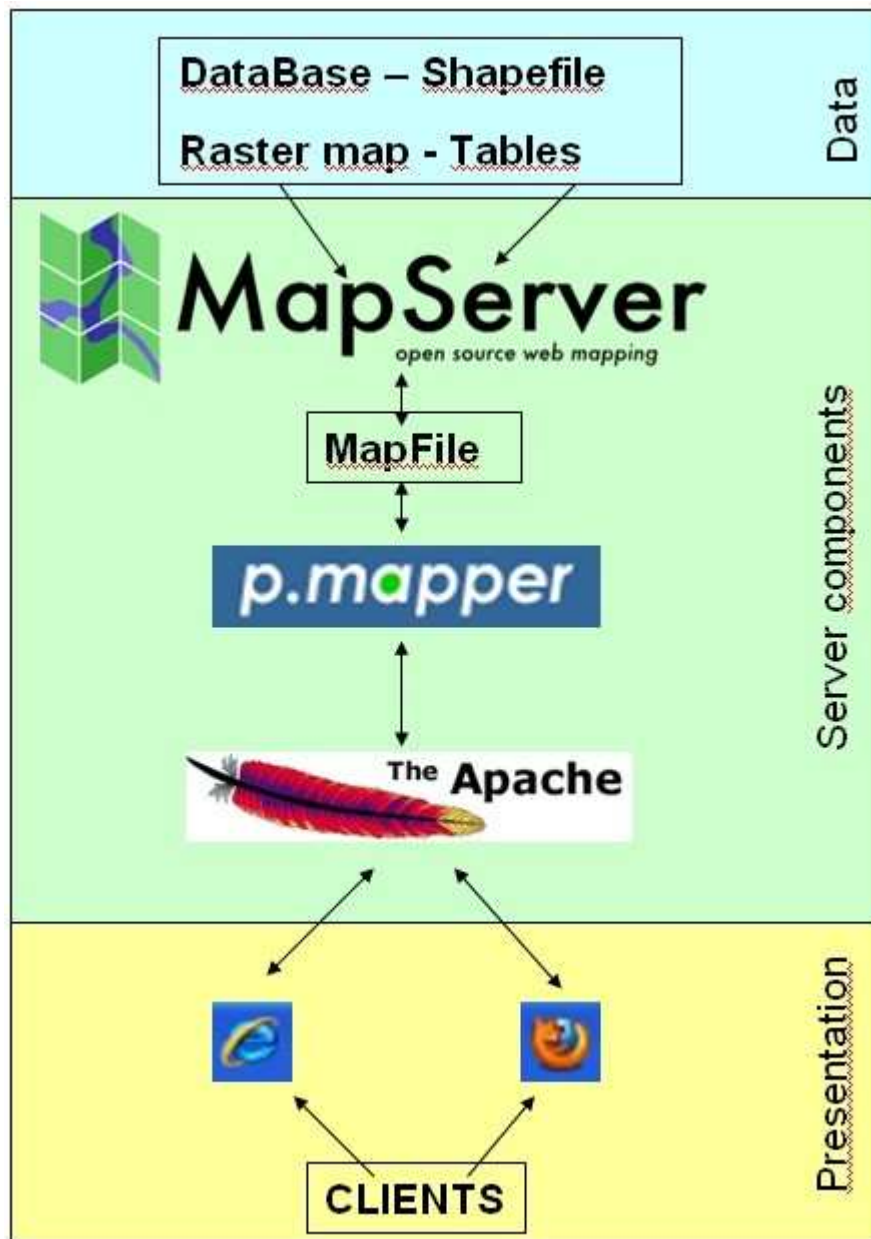 DataBase – Shapefile
Raster map - Tables
Data
MapServer
open source web mapping
MapFile
p.mapper
The Apache
Server components
Presentation
CLIENTS